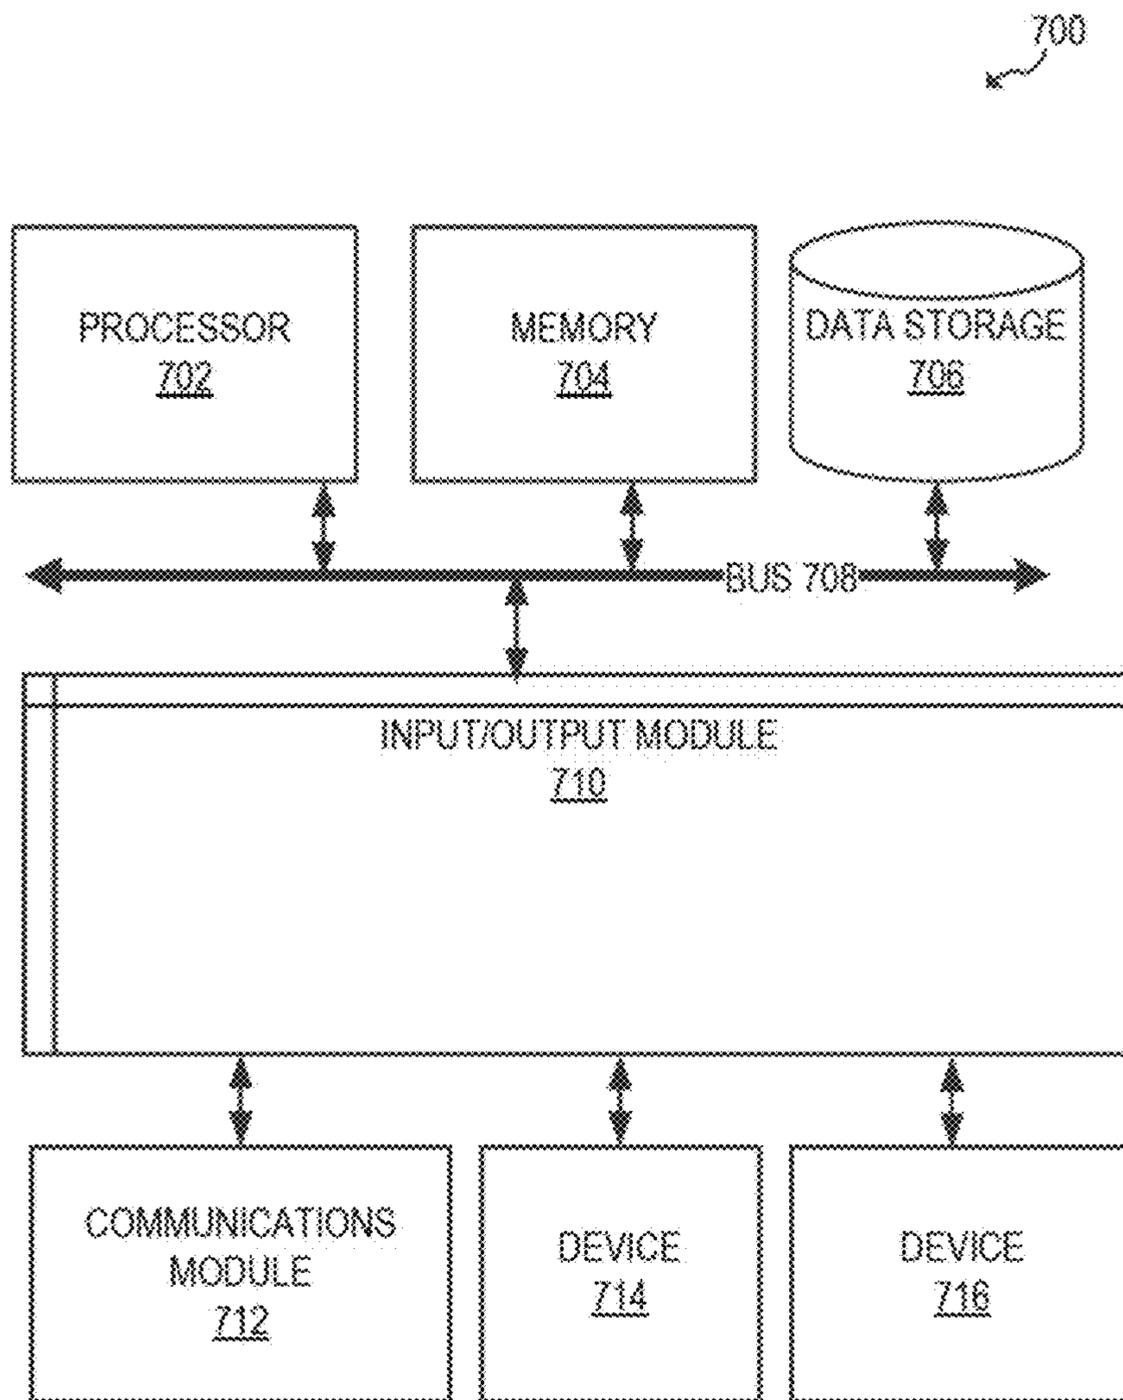 700
PROCESSOR
702
MEMORY
704
DATA STORAGE
706
BUS 708
INPUT/OUTPUT MODULE
710
COMMUNICATIONS
MODULE
712
DEVICE
714
DEVICE
716